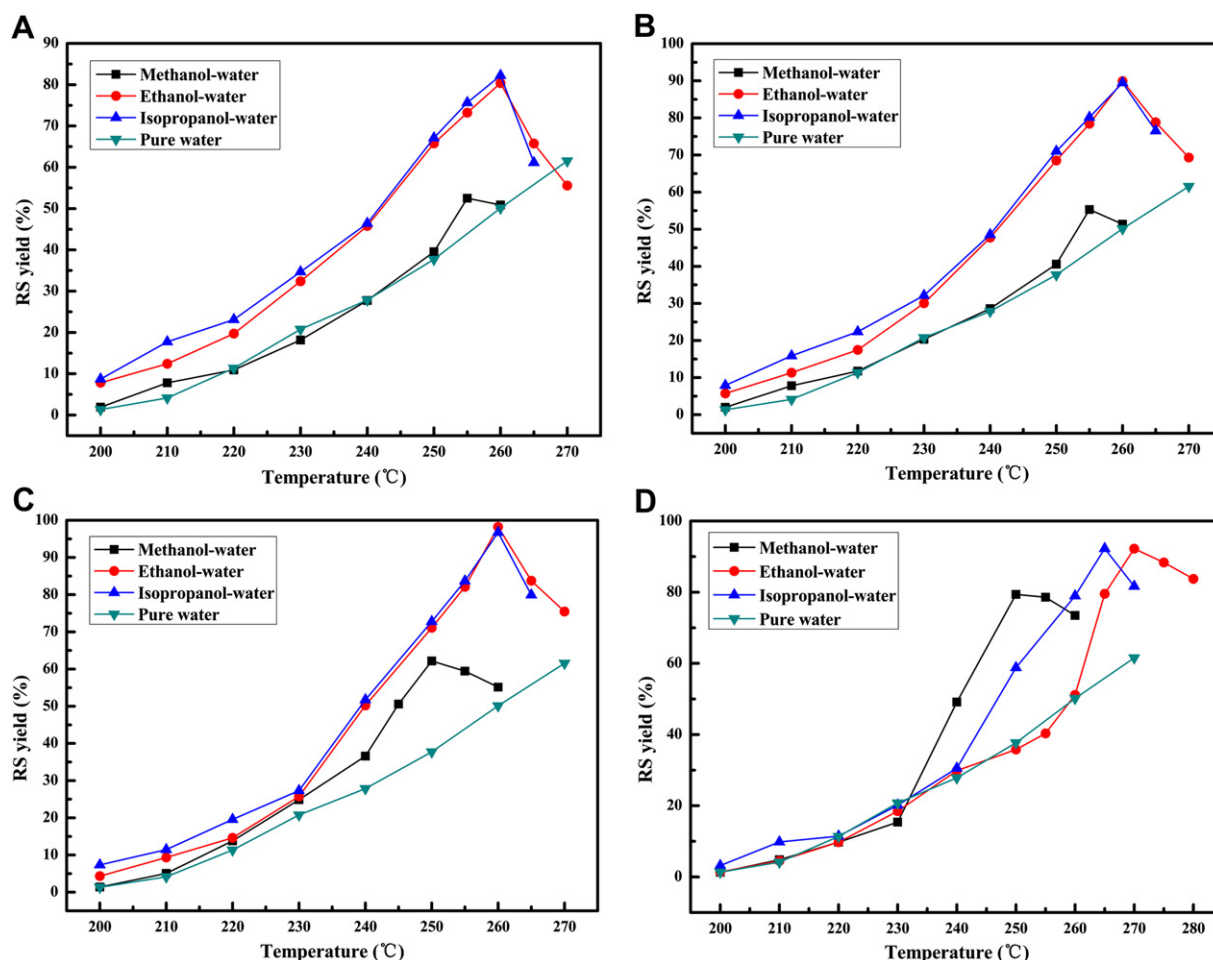 A
90
80
70
60
50
40
30
20
10
0
RS yield (%)
Methanol-water
Ethanol-water
Isopropanol-water
Pure water
200 210 220 230 240 250 260 270
Temperature (℃)
B
100
90
80
70
60
50
40
30
20
10
0
RS yield (%)
Methanol-water
Ethanol-water
Isopropanol-water
Pure water
200 210 220 230 240 250 260 270
Temperature (℃)
C
100
90
80
70
60
50
40
30
20
10
0
RS yield (%)
Methanol-water
Ethanol-water
Isopropanol-water
Pure water
200 210 220 230 240 250 260 270
Temperature (℃)
D
100
80
60
40
20
0
RS yield (%)
Methanol-water
Ethanol-water
Isopropanol-water
Pure water
200 210 220 230 240 250 260 270 280
Temperature (℃)